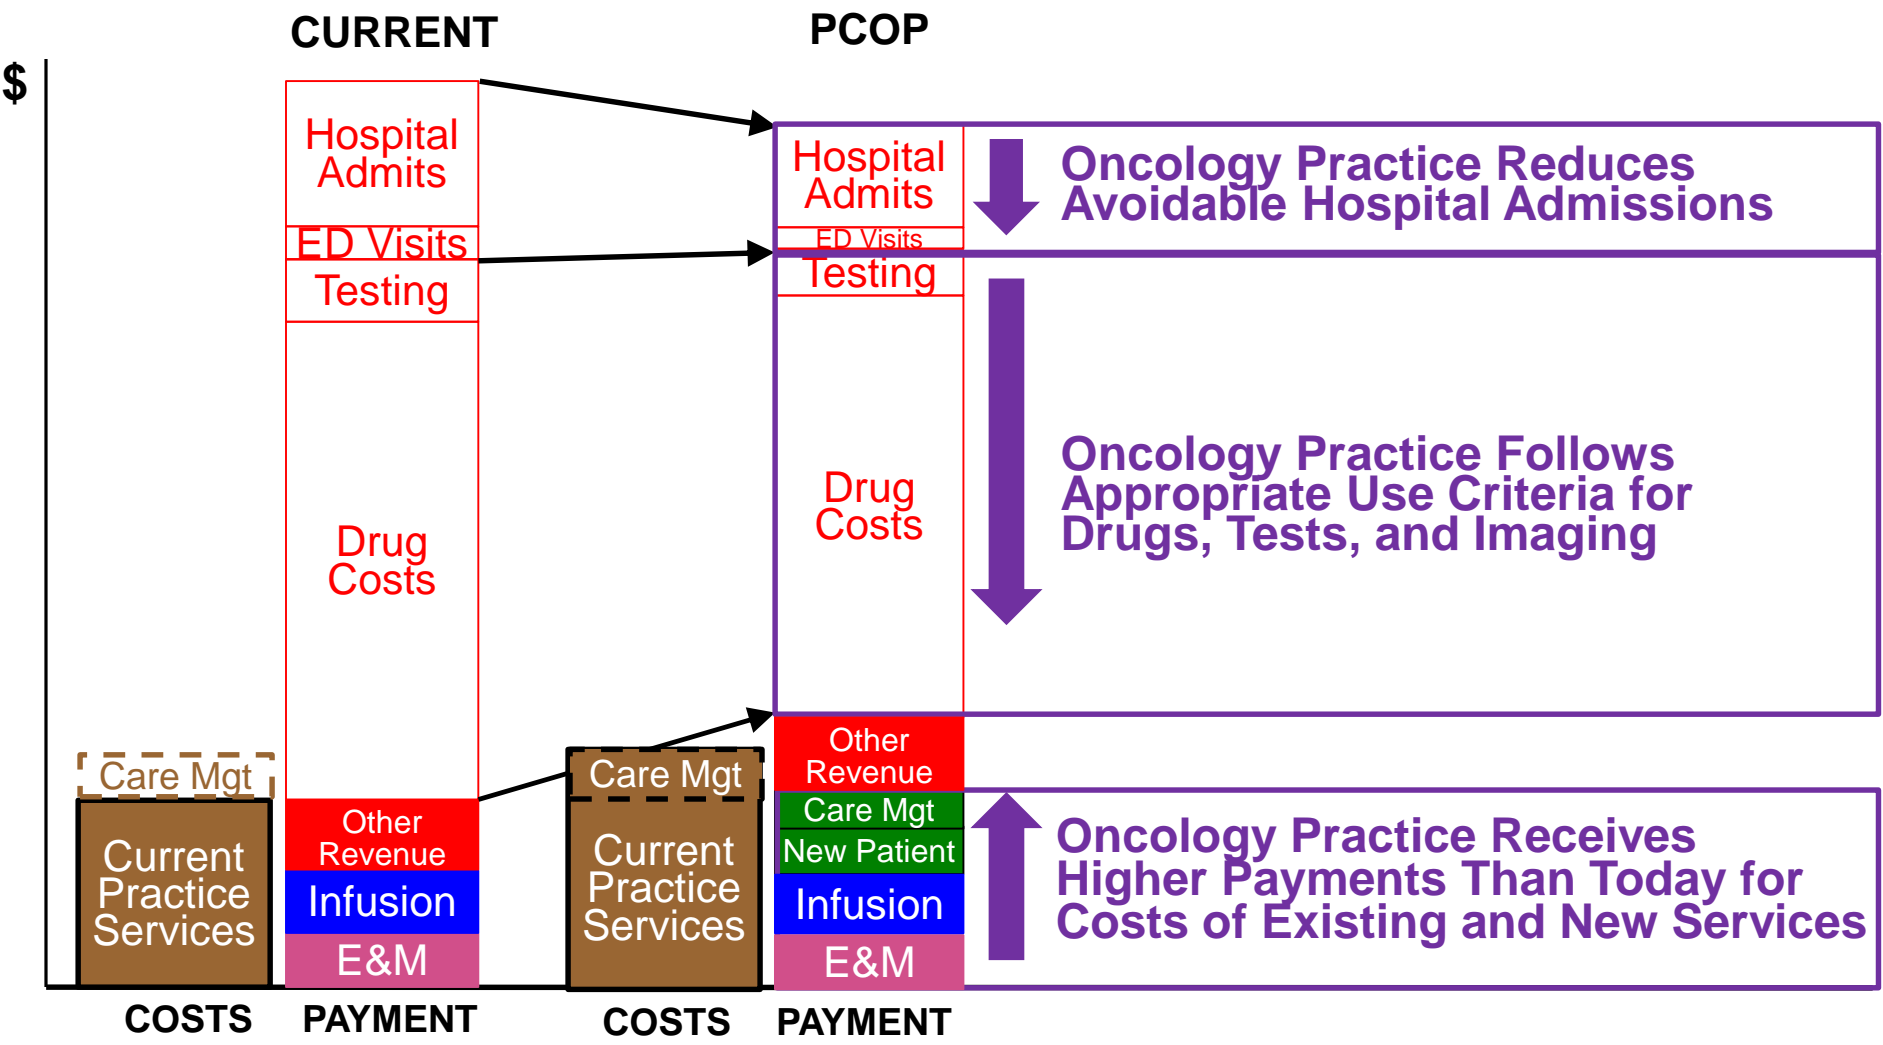 CURRENT
PCOP
$
Hospital
Admits
ED Visits
Testing
Drug
Costs
Other
Revenue
Infusion
E&M
Care Mgt
Current
Practice
Services
COSTS
PAYMENT
Care Mgt
Current
Practice
Services
COSTS
Hospital
Admits
ED Visits
Testing
Drug
Costs
Other
Revenue
Care Mgt
New Patient
Infusion
E&M
PAYMENT
Oncology Practice Reduces
Avoidable Hospital Admissions
Oncology Practice Follows
Appropriate Use Criteria for
Drugs, Tests, and Imaging
Oncology Practice Receives
Higher Payments Than Today for
Costs of Existing and New Services